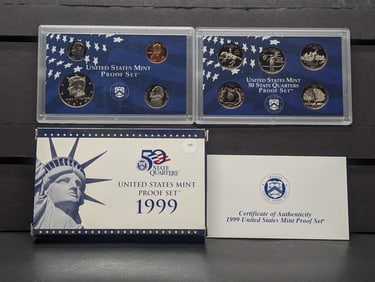 UNITED STATES MINT
PROOF SET
UNITED STATES MINT
50 STATE QUARTERS
PROOF SET
50
STATE
QUARTERS
UNITED STATES MINT
PROOF SET
1999
Certificate of Authenticity
1999 United States Mint Proof Set